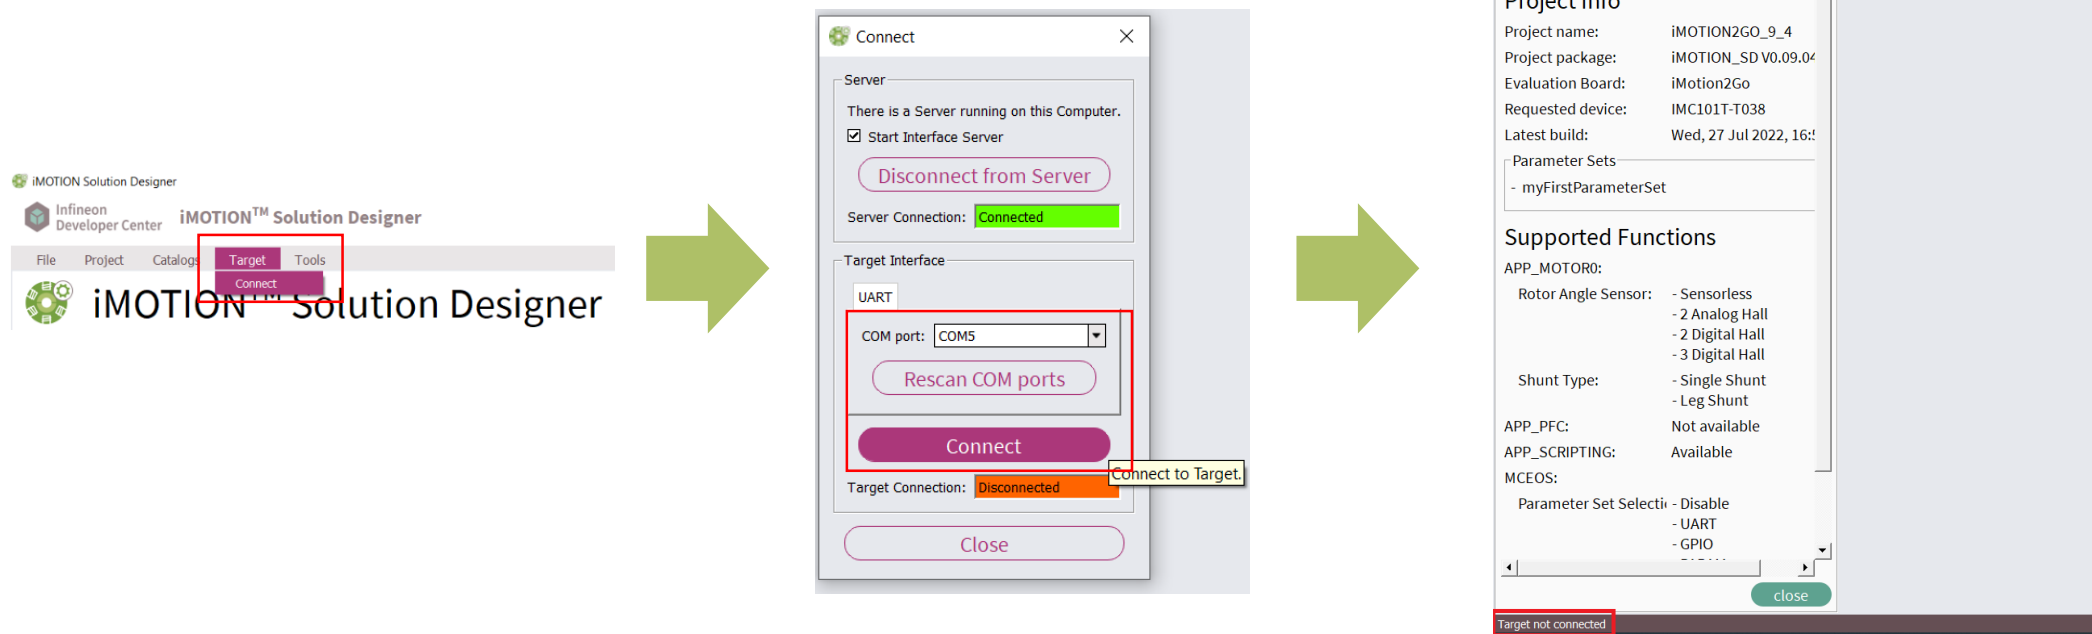 iMOTION Solution Designer
Infineon
Developer Center
iMOTION™ Solution Designer
File Project Catalogs Target Tools
Connect
iMOTION™ Solution Designer
Connect
Server
There is a Server running on this Computer.
Start Interface Server
Disconnect from Server
Server Connection: Connected
Target Interface
UART
COM port: COM5
Rescan COM ports
Connect
Connect to Target.
Target Connection: Disconnected
Close
Project Info
Project name: iMOTION2GO_9_4
Project package: iMOTION_SD V0.09.04
Evaluation Board: iMotion2Go
Requested device: IMC101T-T038
Latest build: Wed, 27 Jul 2022, 16:
Parameter Sets
- myFirstParameterSet
Supported Functions
APP_MOTOR0:
Rotor Angle Sensor: - Sensorless
- 2 Analog Hall
- 2 Digital Hall
- 3 Digital Hall
Shunt Type: - Single Shunt
- Leg Shunt
APP_PFC: Not available
APP_SCRIPTING: Available
MCEOS:
Parameter Set Selecti - Disable
- UART
- GPIO
close
Target not connected